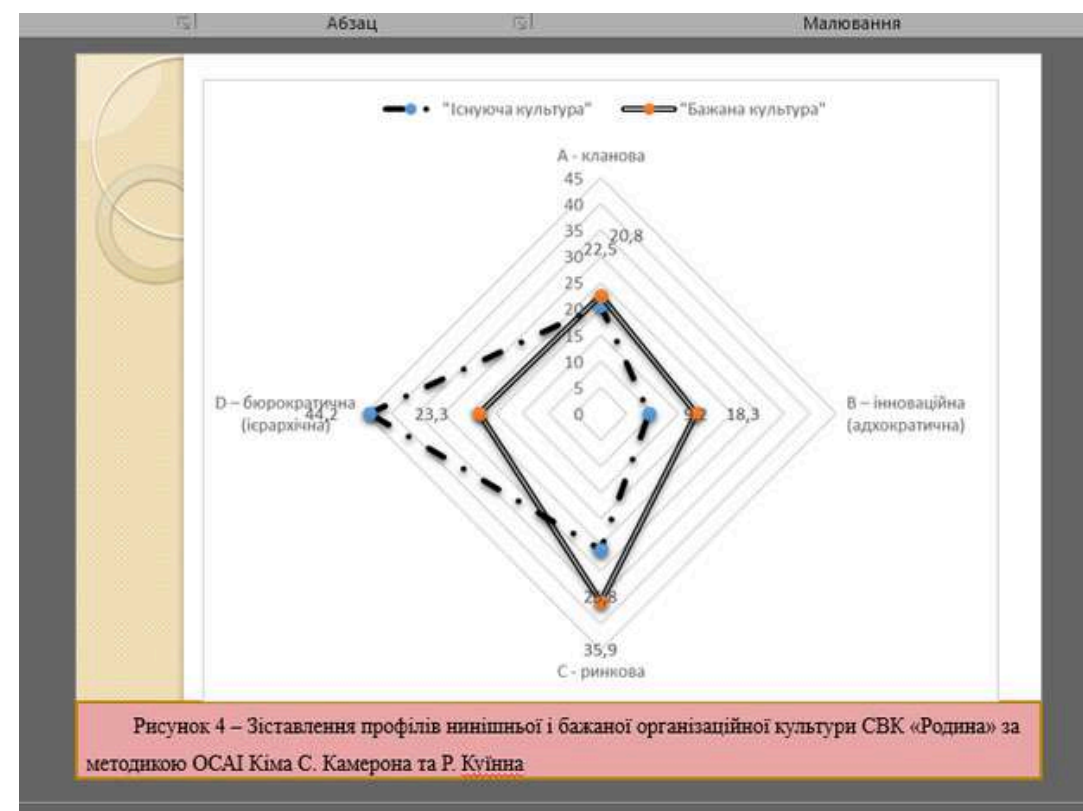 Абзац
Малювання
"Існуюча культура"
"Бажана культура"
А - кланова
45
40
35
20,8
30
22,5
25
20
15
10
5
0
D – бюрократична
(ієрархічна)
44,2
23,3
9,2
18,3
В – інноваційна
(адхократична)
35,9
С - ринкова
Рисунок 4 – Зіставлення профілів нинішньої і бажаної організаційної культури СВК «Родина» за
методикою OCAI Кіма С. Камерона та Р. Куїнна